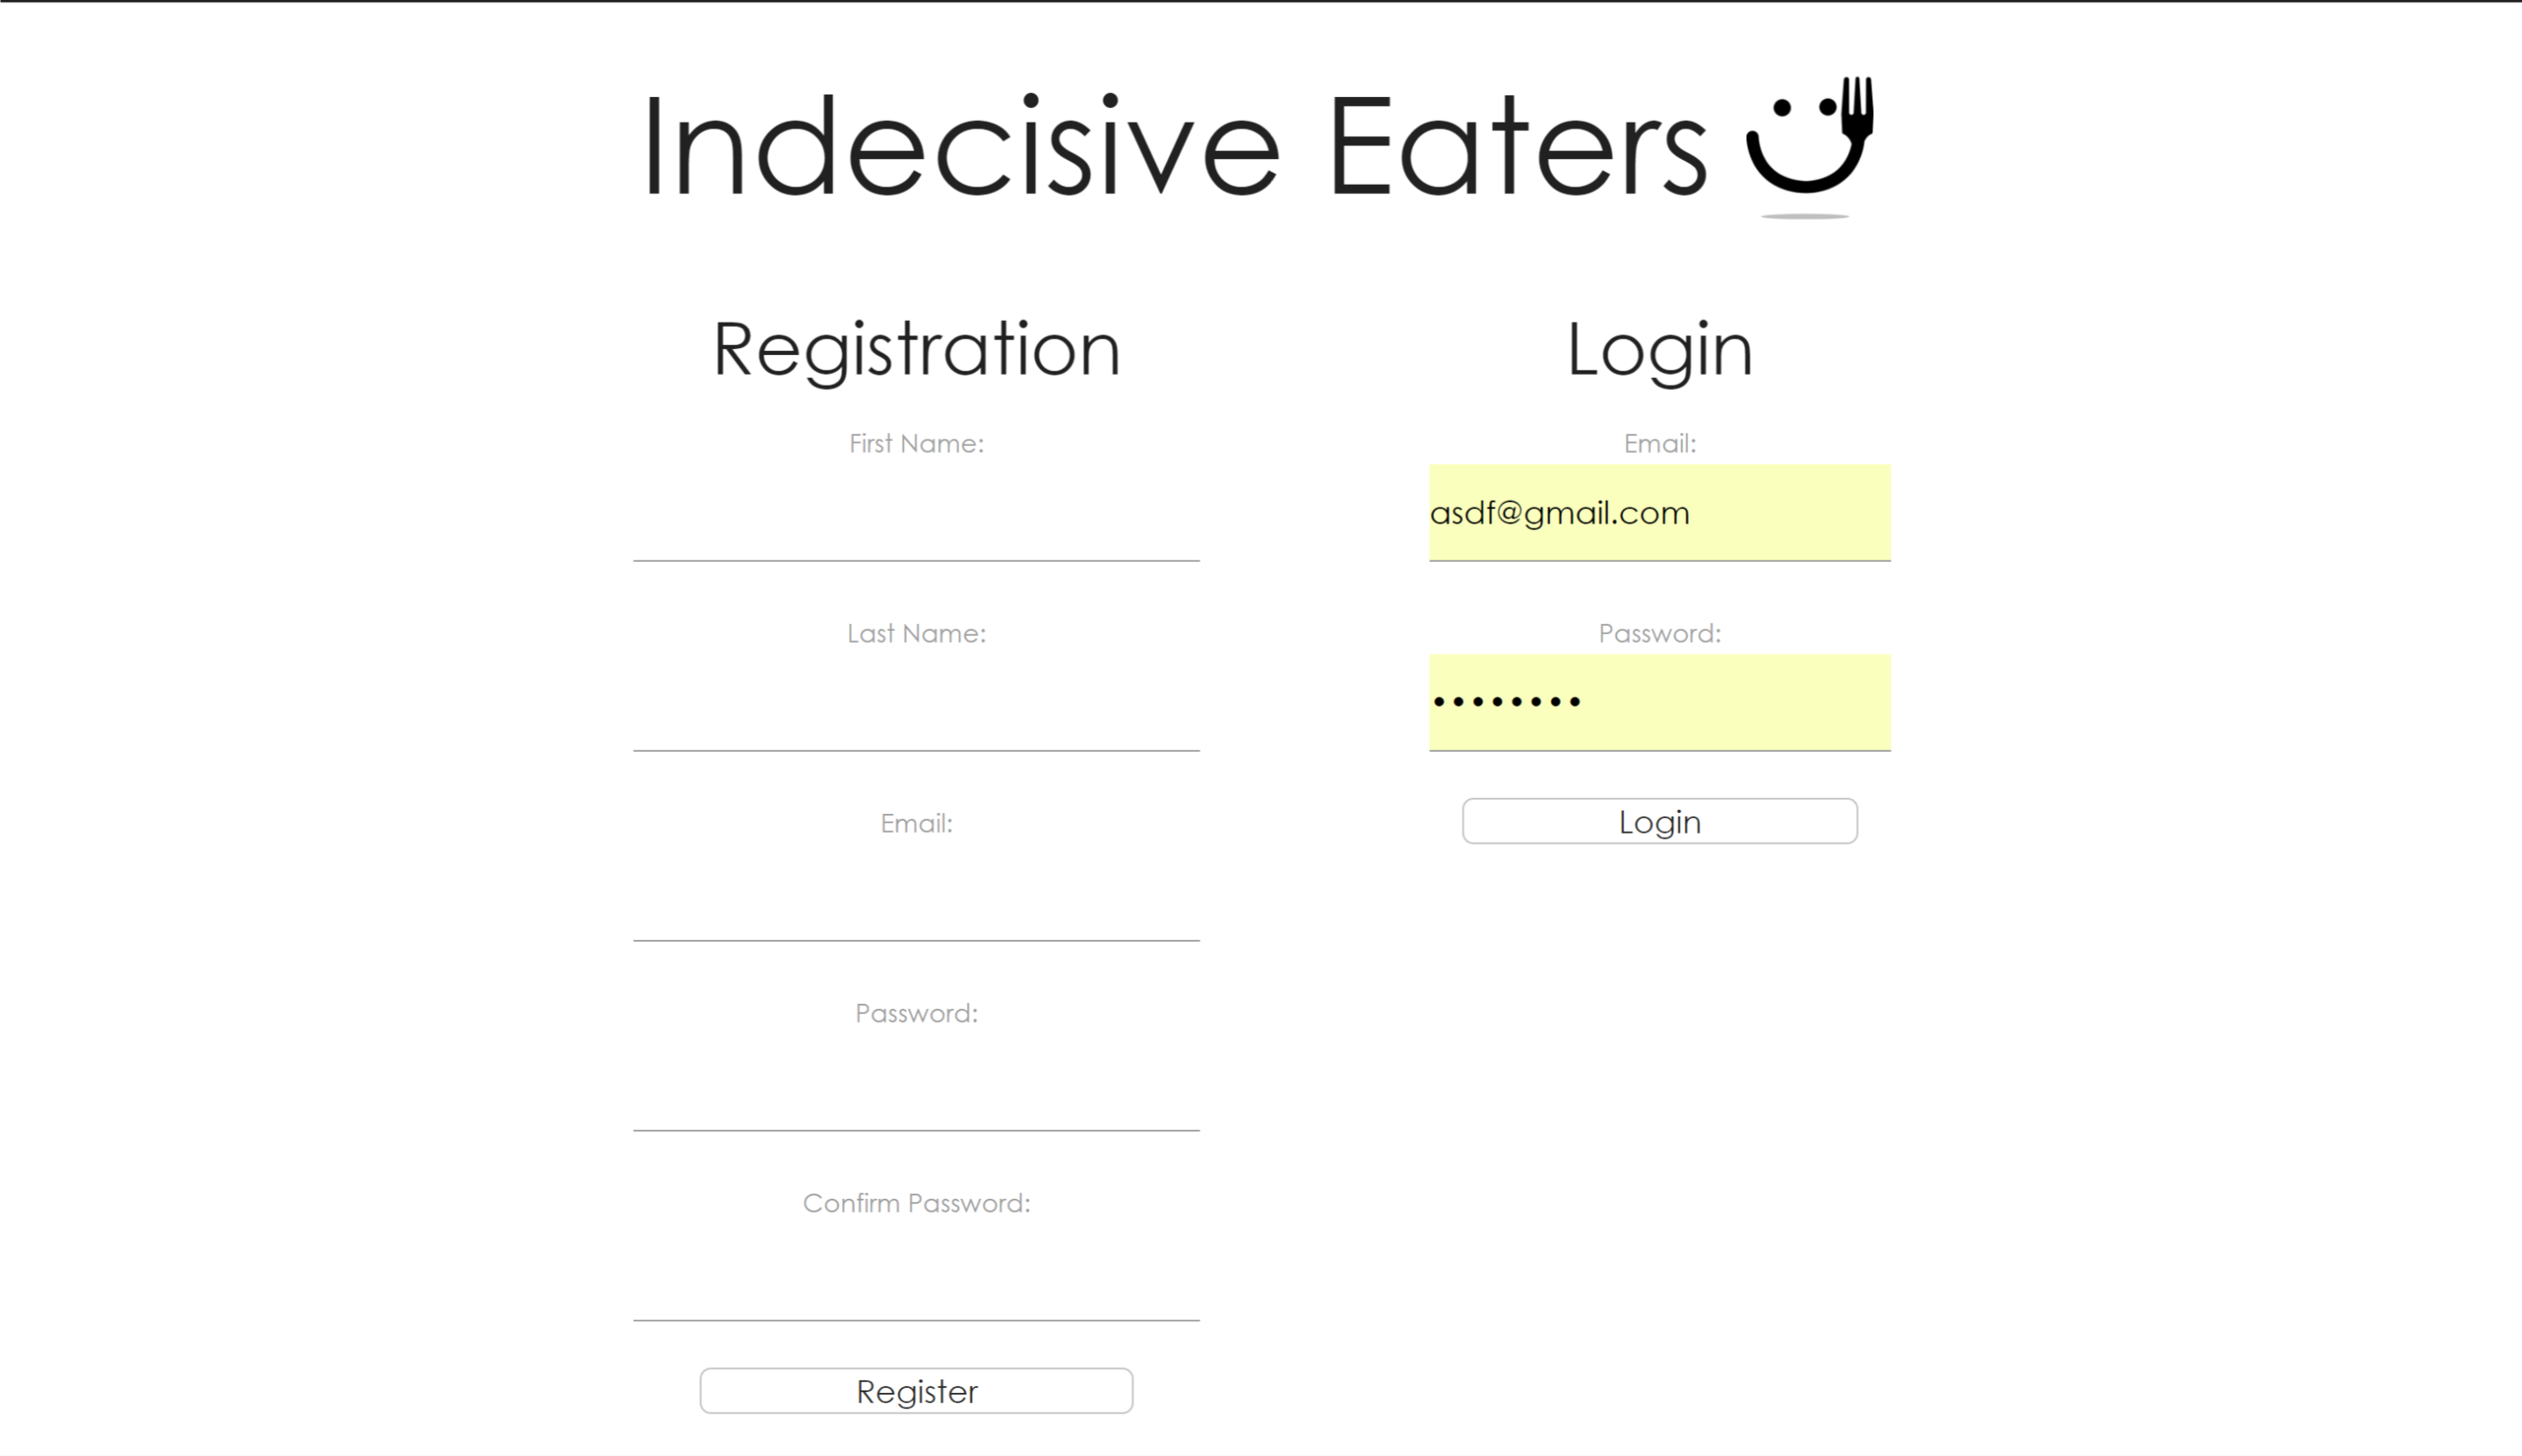 Indecisive Eaters
Registration
First Name:
Last Name:
Email:
Password:
Confirm Password:
Register
Login
Email:
asdf@gmail.com
Password:
••••••••
Login